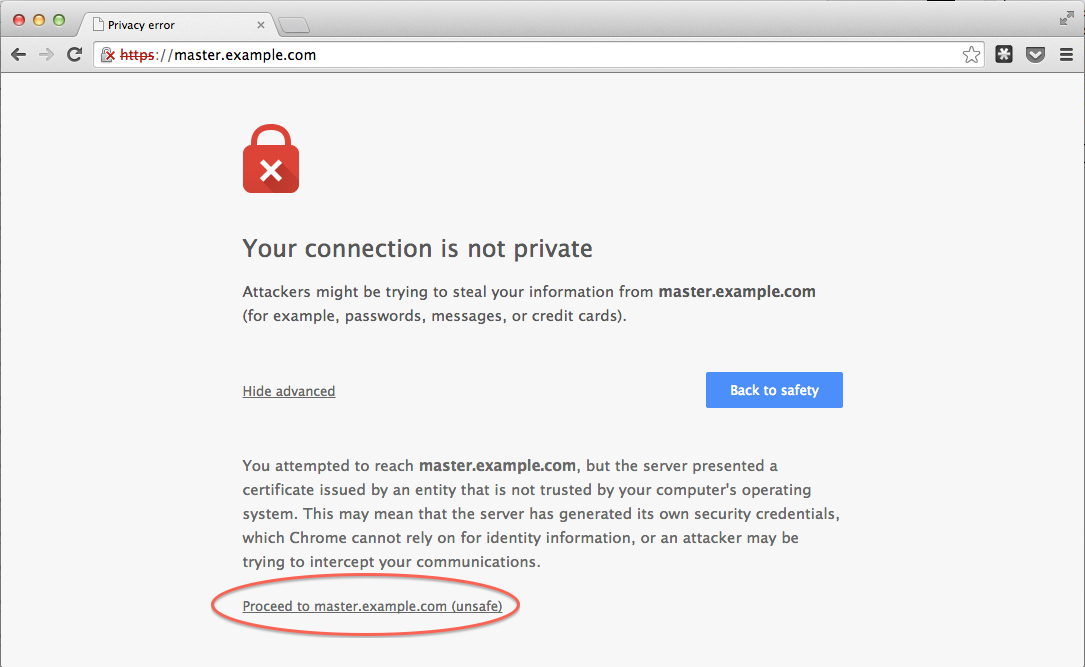 Privacy error
https://master.example.com
Your connection is not private
Attackers might be trying to steal your information from master.example.com
(for example, passwords, messages, or credit cards).
Hide advanced
Back to safety
You attempted to reach master.example.com, but the server presented a
certificate issued by an entity that is not trusted by your computer's operating
system. This may mean that the server has generated its own security credentials,
which Chrome cannot rely on for identity information, or an attacker may be
trying to intercept your communications.
Proceed to master.example.com (unsafe)